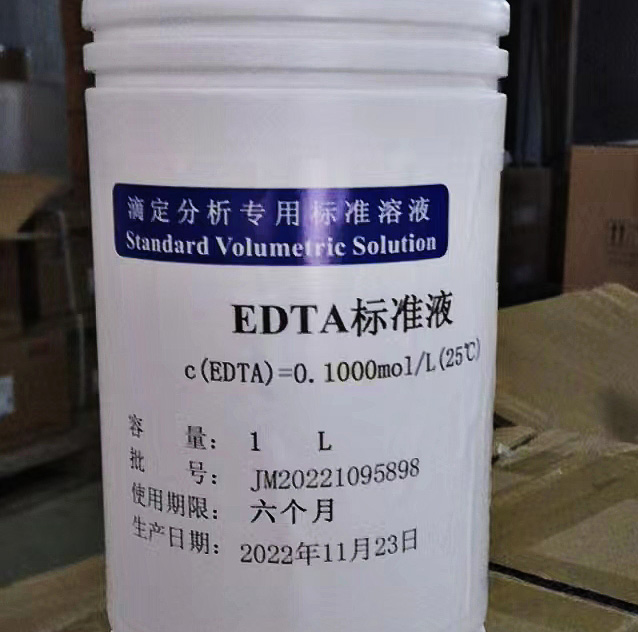 滴定分析专用标准溶液
Standard Volumetric Solution
EDTA标准液
c(EDTA)=0.1000mol/L(25℃)
容 量： 1 L
批 号： JM20221095898
使用期限： 六个月
生产日期： 2022年11月23日